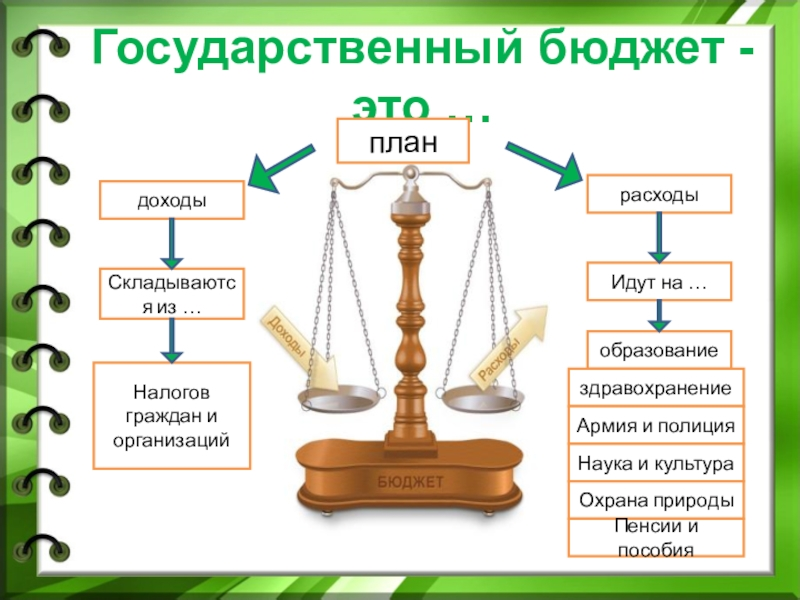 Государственный бюджет -
это ...
план
доходы
расходы
Складываютс
я из ...
Идут на ...
Доходы
Расходы
Налогов
граждан и
организаций
образование
здравохранение
Армия и полиция
Наука и культура
Охрана природы
Пенсии и
пособия
БЮДЖЕТ